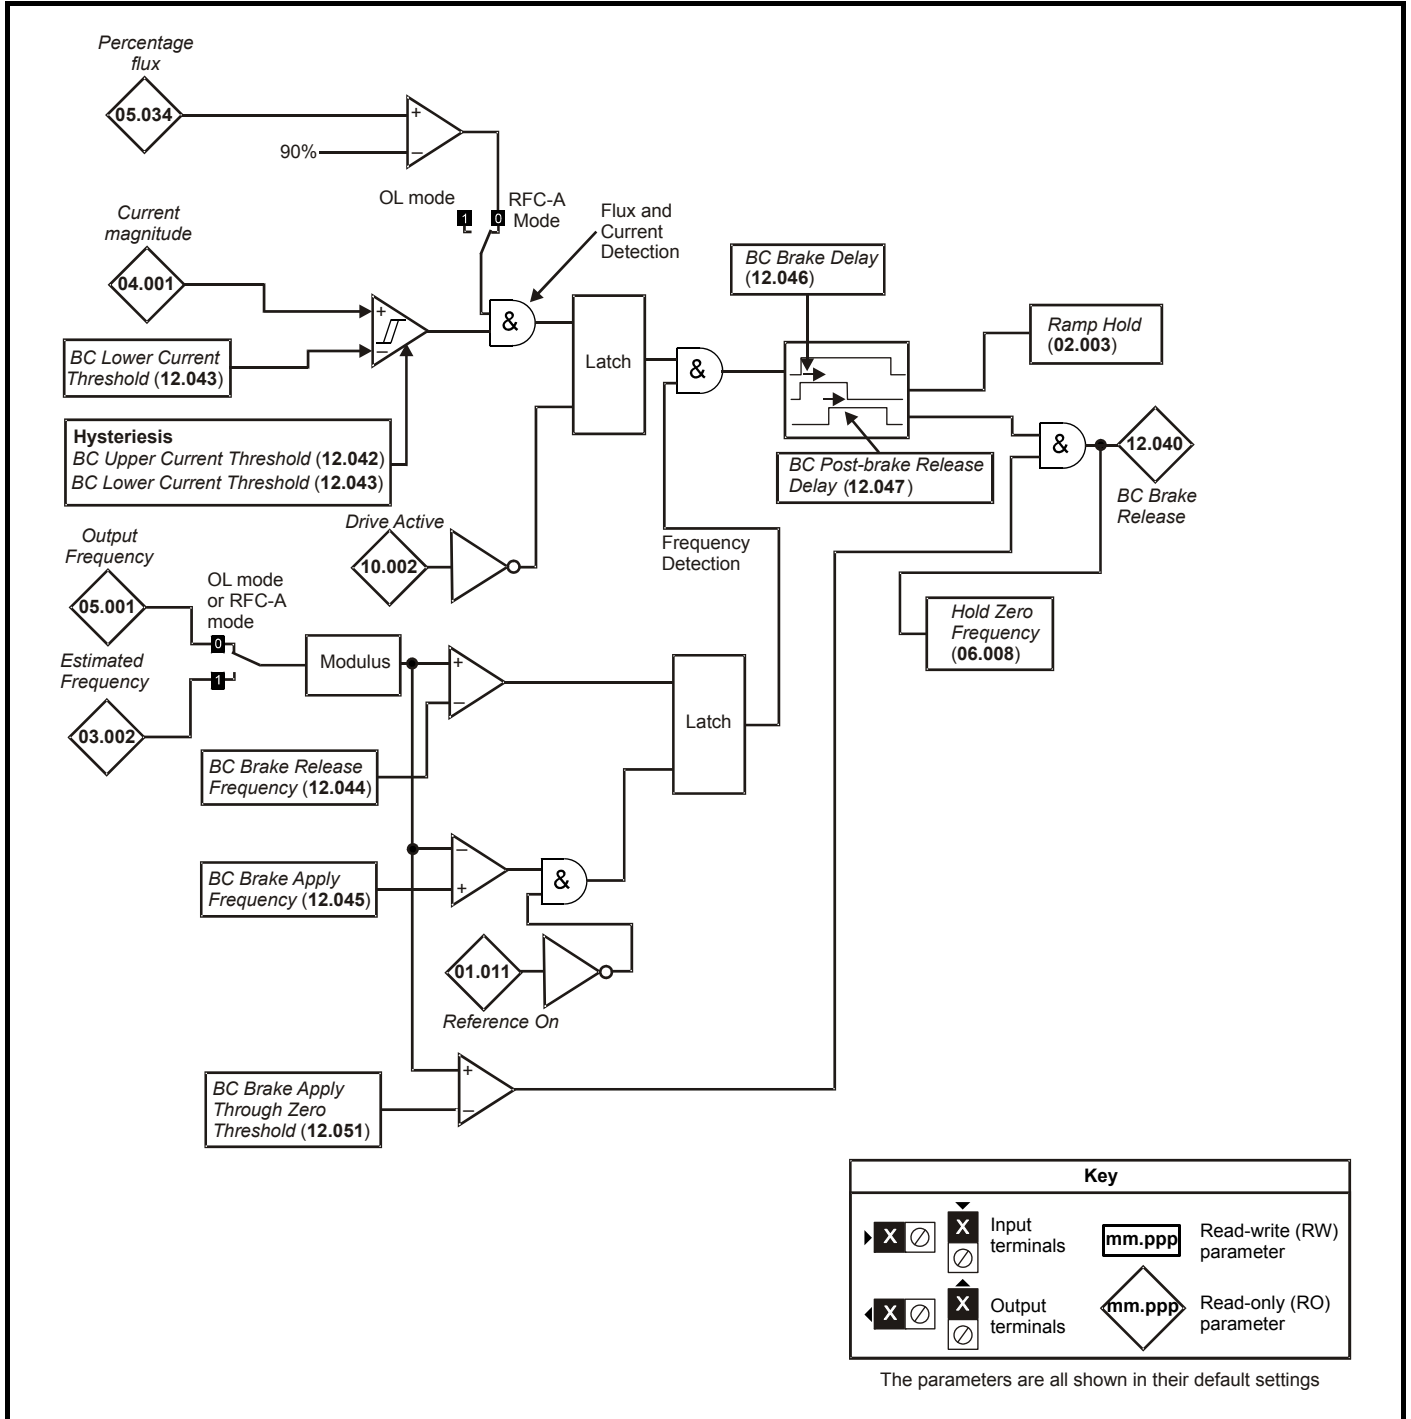 Percentage
flux
05.034
+
–
90%
OL mode
1
0
RFC-A
Mode
Flux and
Current
Detection
Current
magnitude
04.001
+
–
&
BC Lower Current
Threshold (12.043)
Latch
&
BC Brake Delay
(12.046)
Ramp Hold
(02.003)
Hysteriesis
BC Upper Current Threshold (12.042)
BC Lower Current Threshold (12.043)
BC Post-brake Release
Delay (12.047)
&
12.040
BC Brake
Release
Drive Active
10.002
Frequency
Detection
Output
Frequency
05.001
OL mode
or RFC-A
mode
0
1
Estimated
Frequency
03.002
Modulus
+
–
Latch
Hold Zero
Frequency
(06.008)
BC Brake Release
Frequency (12.044)
–
+
&
BC Brake Apply
Frequency (12.045)
01.011
Reference On
+
–
BC Brake Apply
Through Zero
Threshold (12.051)
Key
X
X
Input
terminals
mm.ppp
Read-write (RW)
parameter
X
X
Output
terminals
mm.ppp
Read-only (RO)
parameter
The parameters are all shown in their default settings